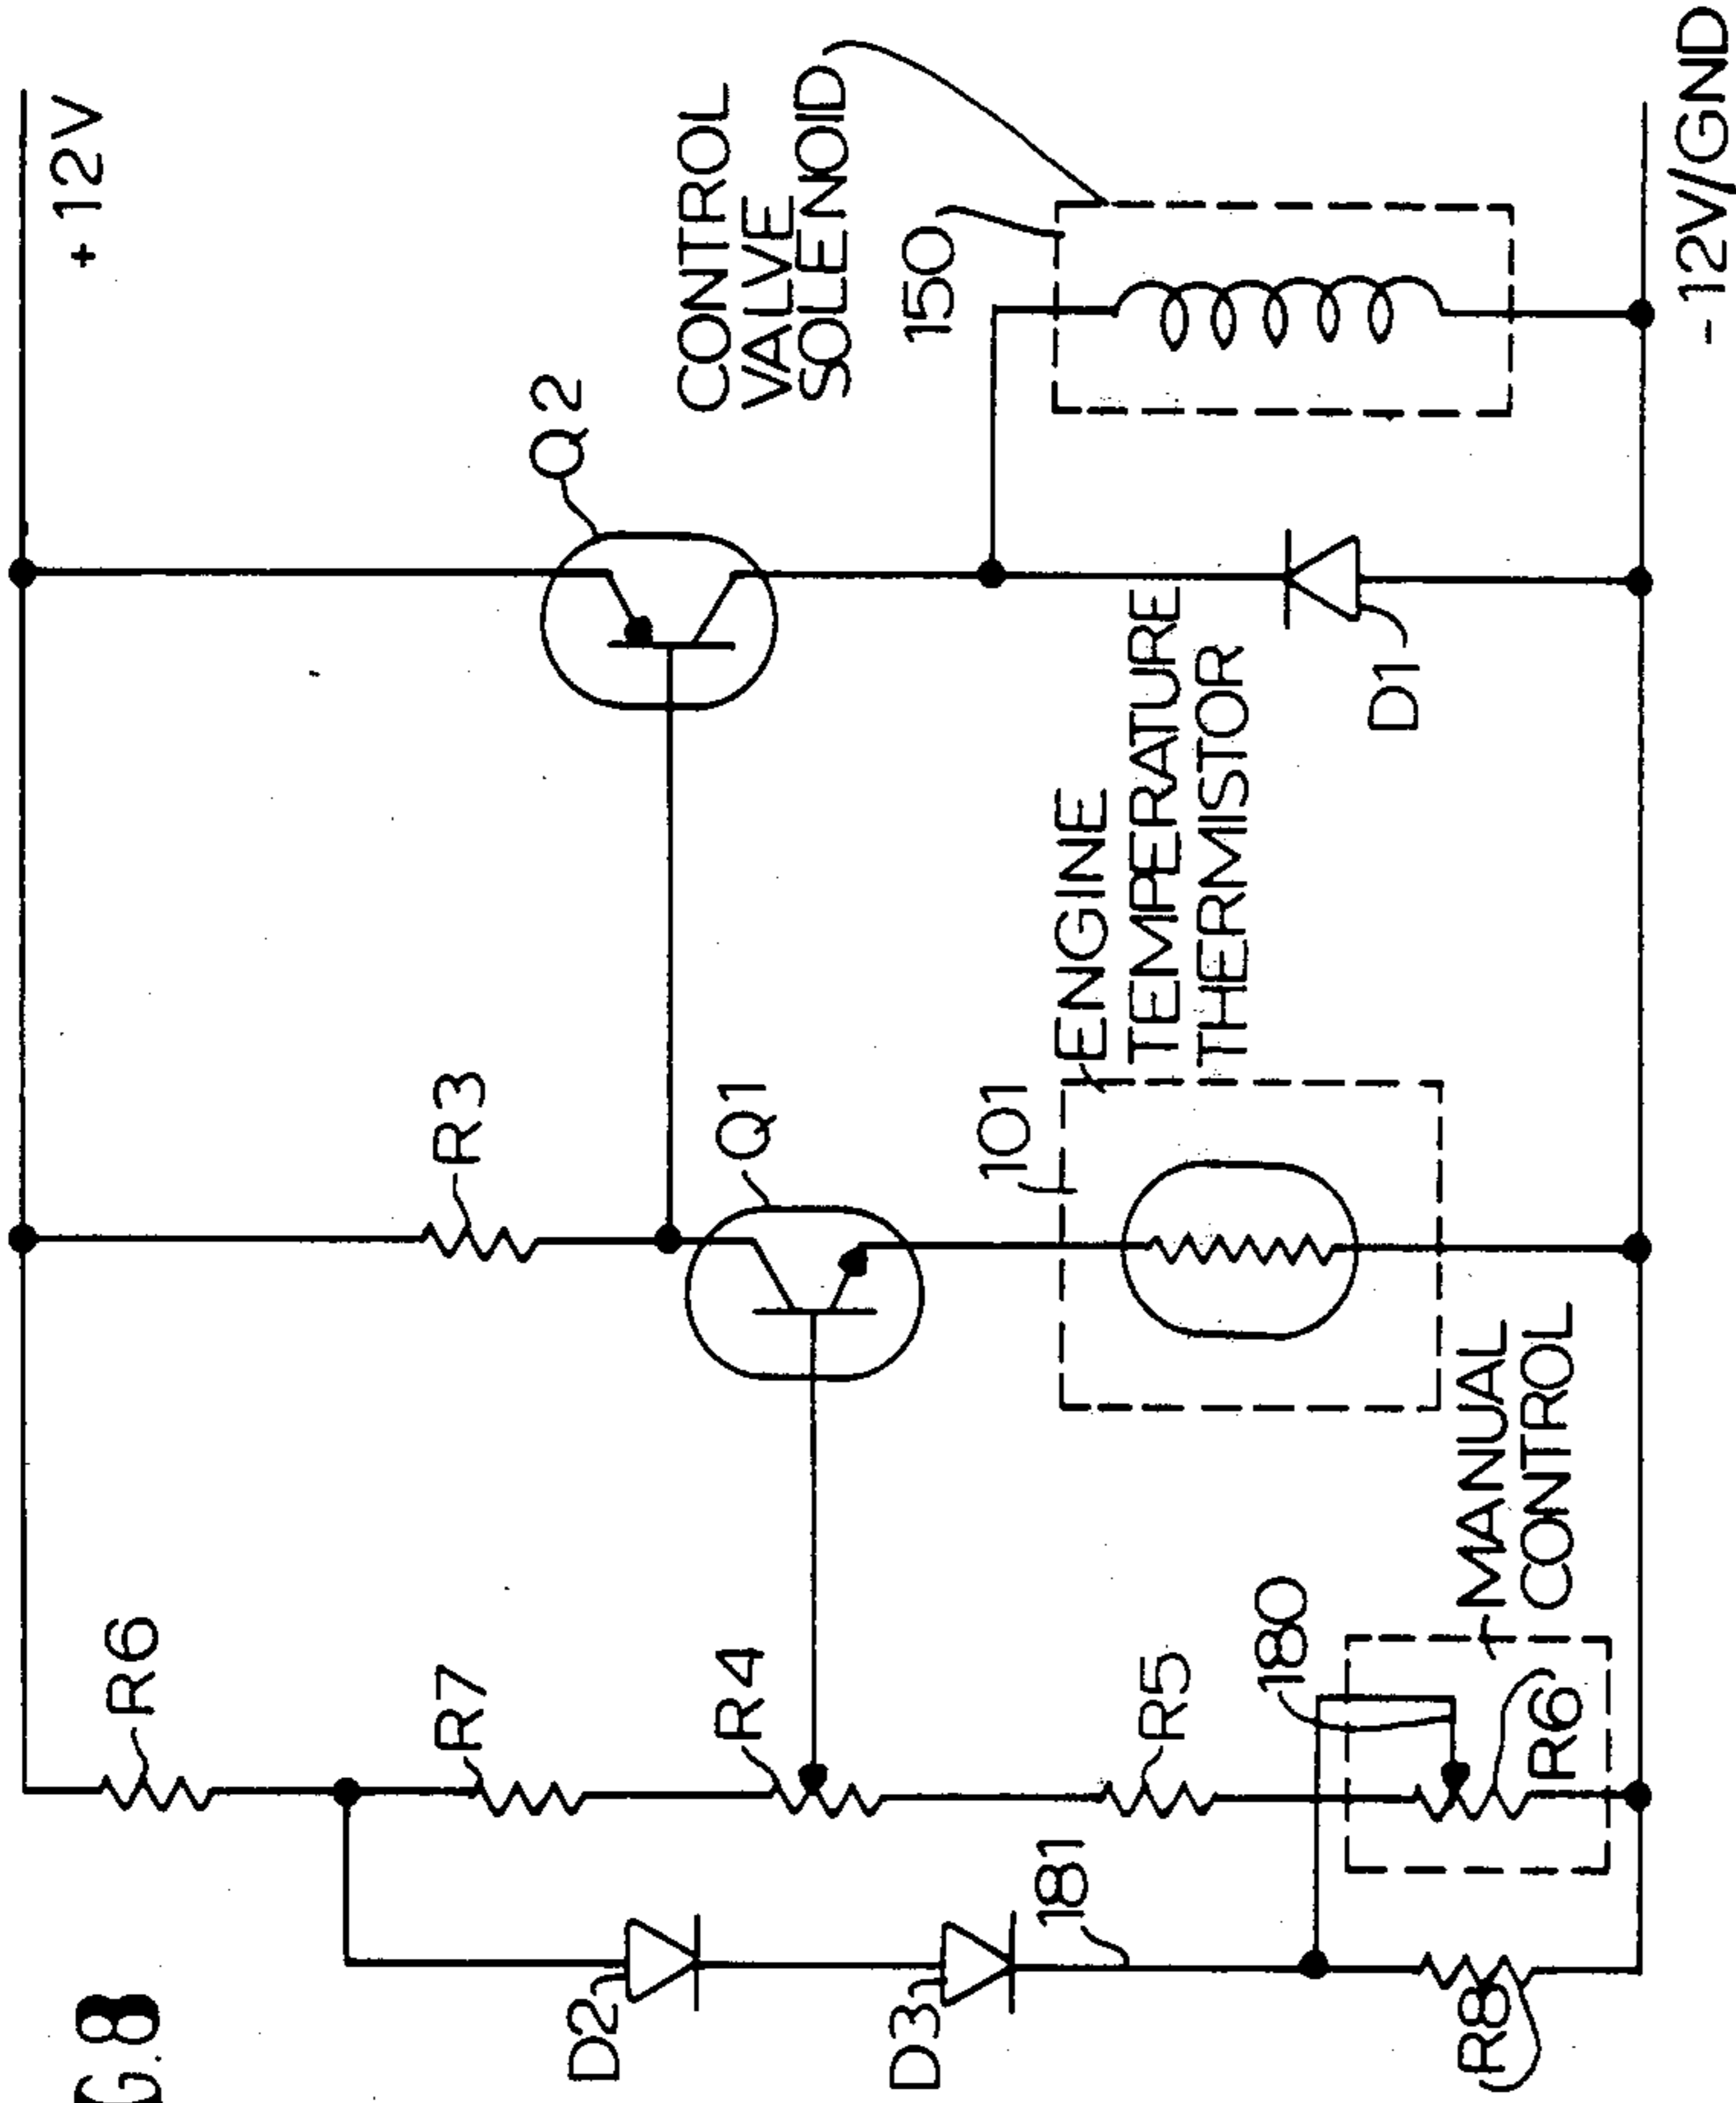 G.8
+ 12V
R6
R7
R3
R4
Q1
Q2
CONTROL
VALVE
SOLENOID
150
D2
D3
181
R5
180
101
ENGINE
TEMPERATURE
THERMISTOR
D1
R8
R6
MANUAL
CONTROL
- 12V/GND